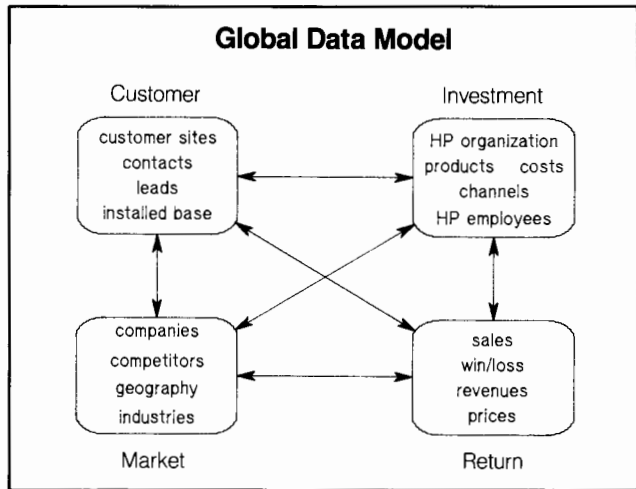 Global Data Model
Customer
customer sites
contacts
leads
installed base
Investment
HP organization
products costs
channels
HP employees
companies
competitors
geography
industries
Market
sales
win/loss
revenues
prices
Return